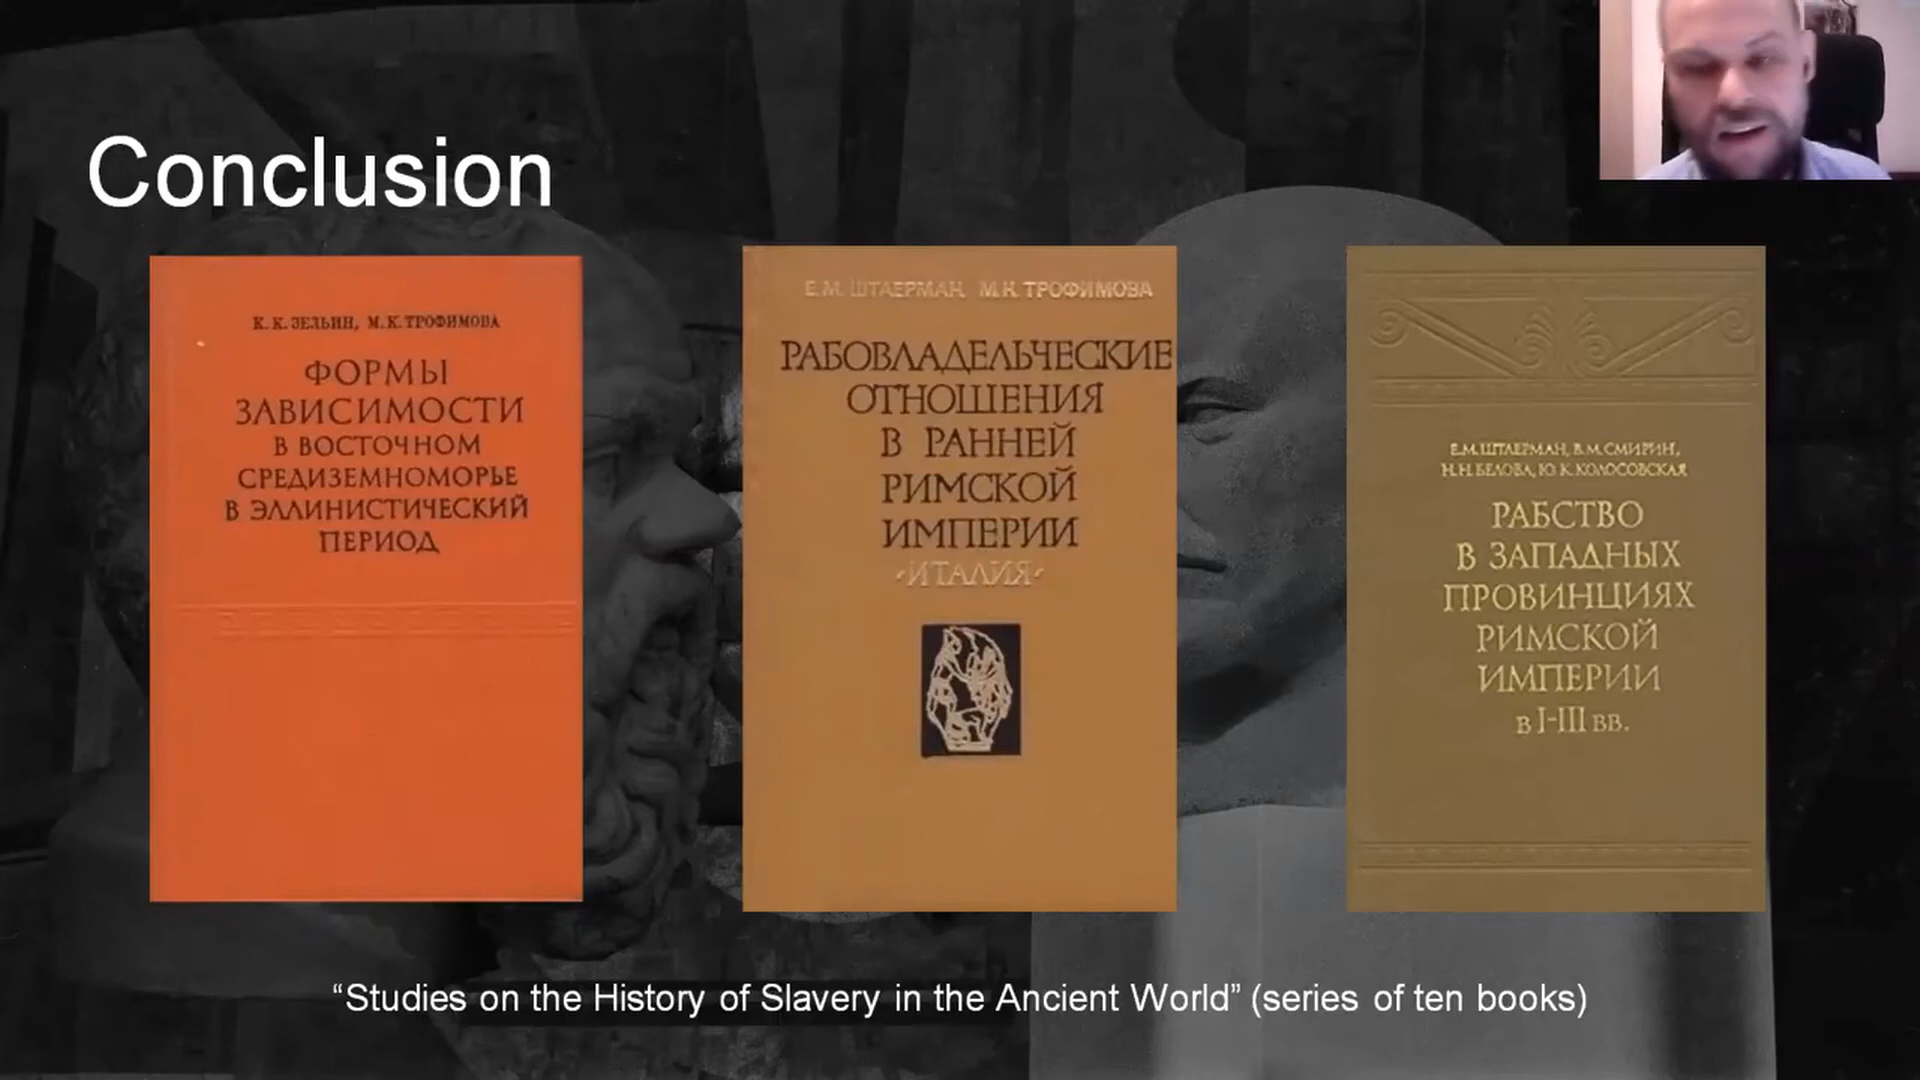 Conclusion
К. К. ЗЕЛЬИН, М. К. ТРОФИМОВА
ФОРМЫ
ЗАВИСИМОСТИ
В ВОСТОЧНОМ
СРЕДИЗЕМНОМОРЬЕ
В ЭЛЛИНИСТИЧЕСКИЙ
ПЕРИОД
Е. М. ШТАЕРМАН, М. К. ТРОФИМОВА
РАБОВЛАДЕЛЬЧЕСКИЕ
ОТНОШЕНИЯ
В РАННЕЙ
РИМСКОЙ
ИМПЕРИИ
‹ИТАЛИЯ›
Е. М. ШТАЕРМАН, В. М. СМИРИН,
Н. Н. БЕЛОВА, Ю. К. КОЛОСОВСКАЯ
РАБСТВО
В ЗАПАДНЫХ
ПРОВИНЦИЯХ
РИМСКОЙ
ИМПЕРИИ
В I-III ВВ.
“Studies on the History of Slavery in the Ancient World” (series of ten books)